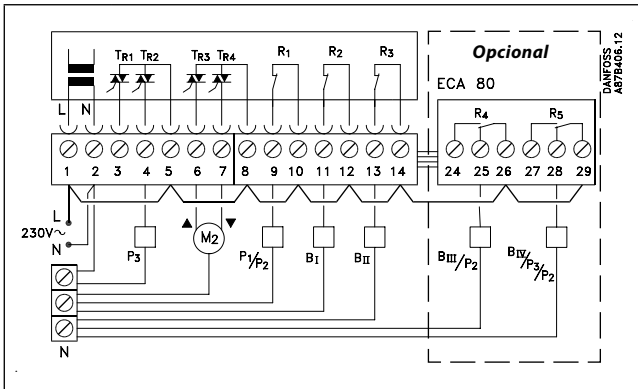 Opcional
DANFOSS
A87B406.12
TR1 TR2 TR3 TR4 R1 R2 R3
ECA 80
R4 R5
L N
1 2 3 4 5 6 7 8 9 10 11 12 13 14 24 25 26 27 28 29
L
230V~
N
P3
▲ M2 ▼
P1/P2
BI
BII
BIII/P2
BIV/P3/P2
N